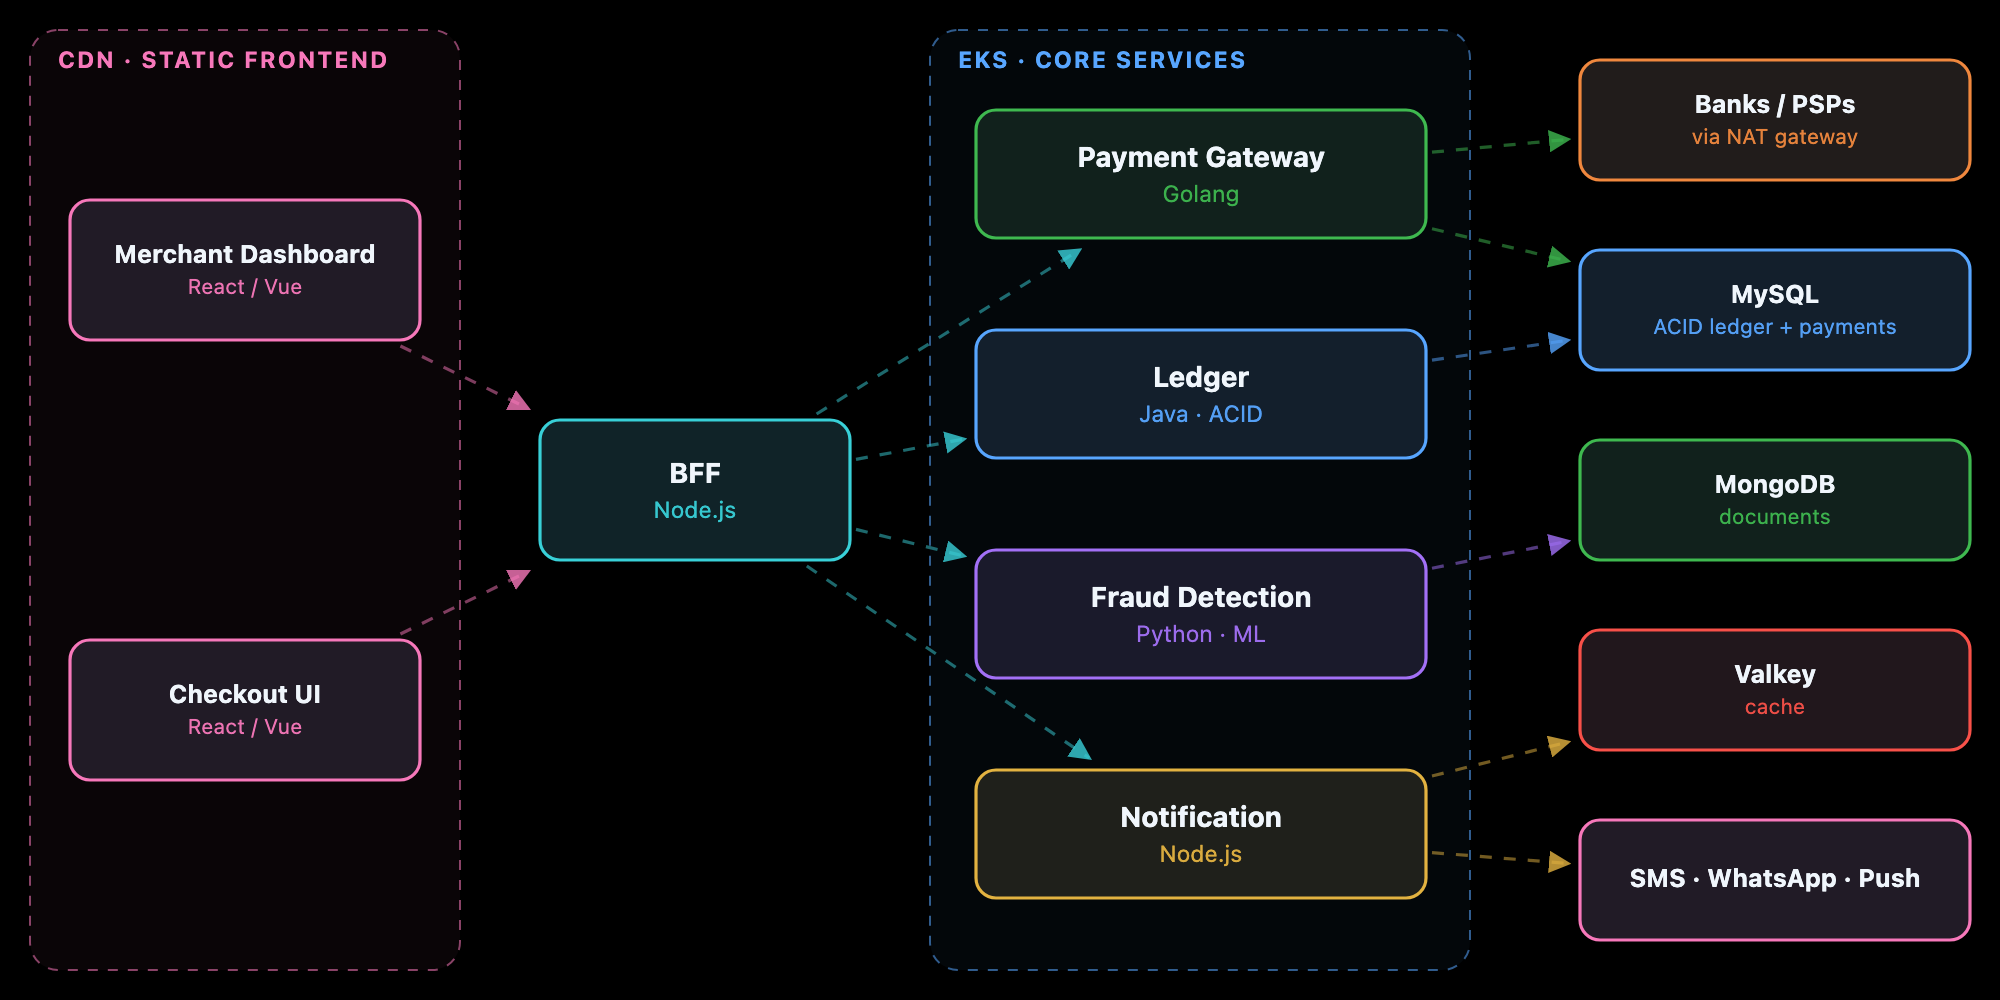 CDN · STATIC FRONTEND
Merchant Dashboard
React / Vue
Checkout UI
React / Vue
BFF
Node.js
EKS · CORE SERVICES
Payment Gateway
Golang
Ledger
Java · ACID
Fraud Detection
Python · ML
Notification
Node.js
Banks / PSPs
via NAT gateway
MySQL
ACID ledger + payments
MongoDB
documents
Valkey
cache
SMS · WhatsApp · Push